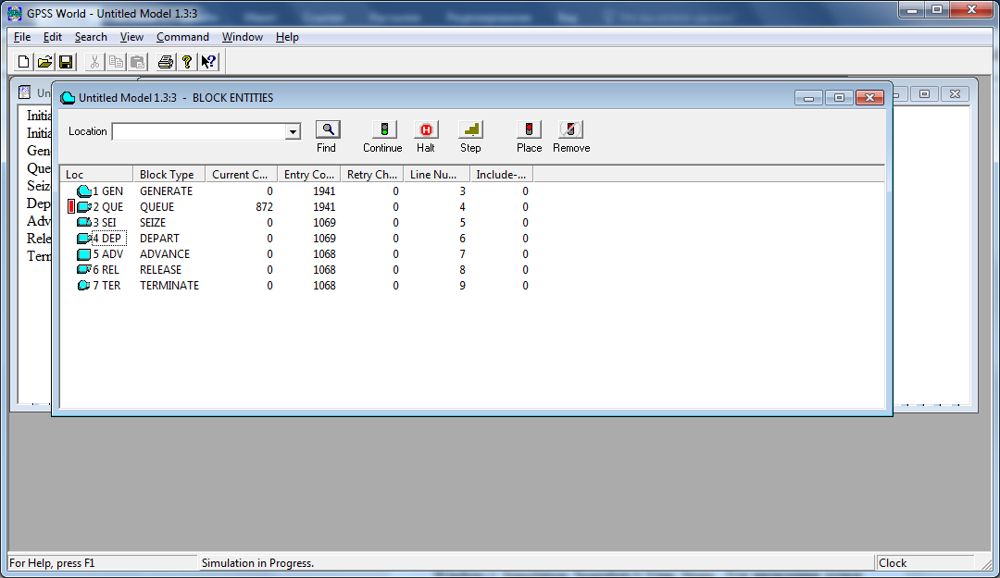 GPSS World - Untitled Model 1.3:3
File Edit Search View Command Window Help
Un
Untitled Model 1.3:3 - BLOCK ENTITIES
Location Find Continue Halt Step Place Remove
Loc Block Type Current C... Entry Co... Retry Ch... Line Nu... Include-...
1 GEN GENERATE 0 1941 0 3 0
2 QUE QUEUE 872 1941 0 4 0
3 SEI SEIZE 0 1069 0 5 0
4 DEP DEPART 0 1069 0 6 0
5 ADV ADVANCE 0 1068 0 7 0
6 REL RELEASE 0 1068 0 8 0
7 TER TERMINATE 0 1068 0 9 0
Initia
Initia
Gen
Que
Seiz
Dep
Adv
Rele
Term
For Help, press F1 Simulation in Progress. Clock